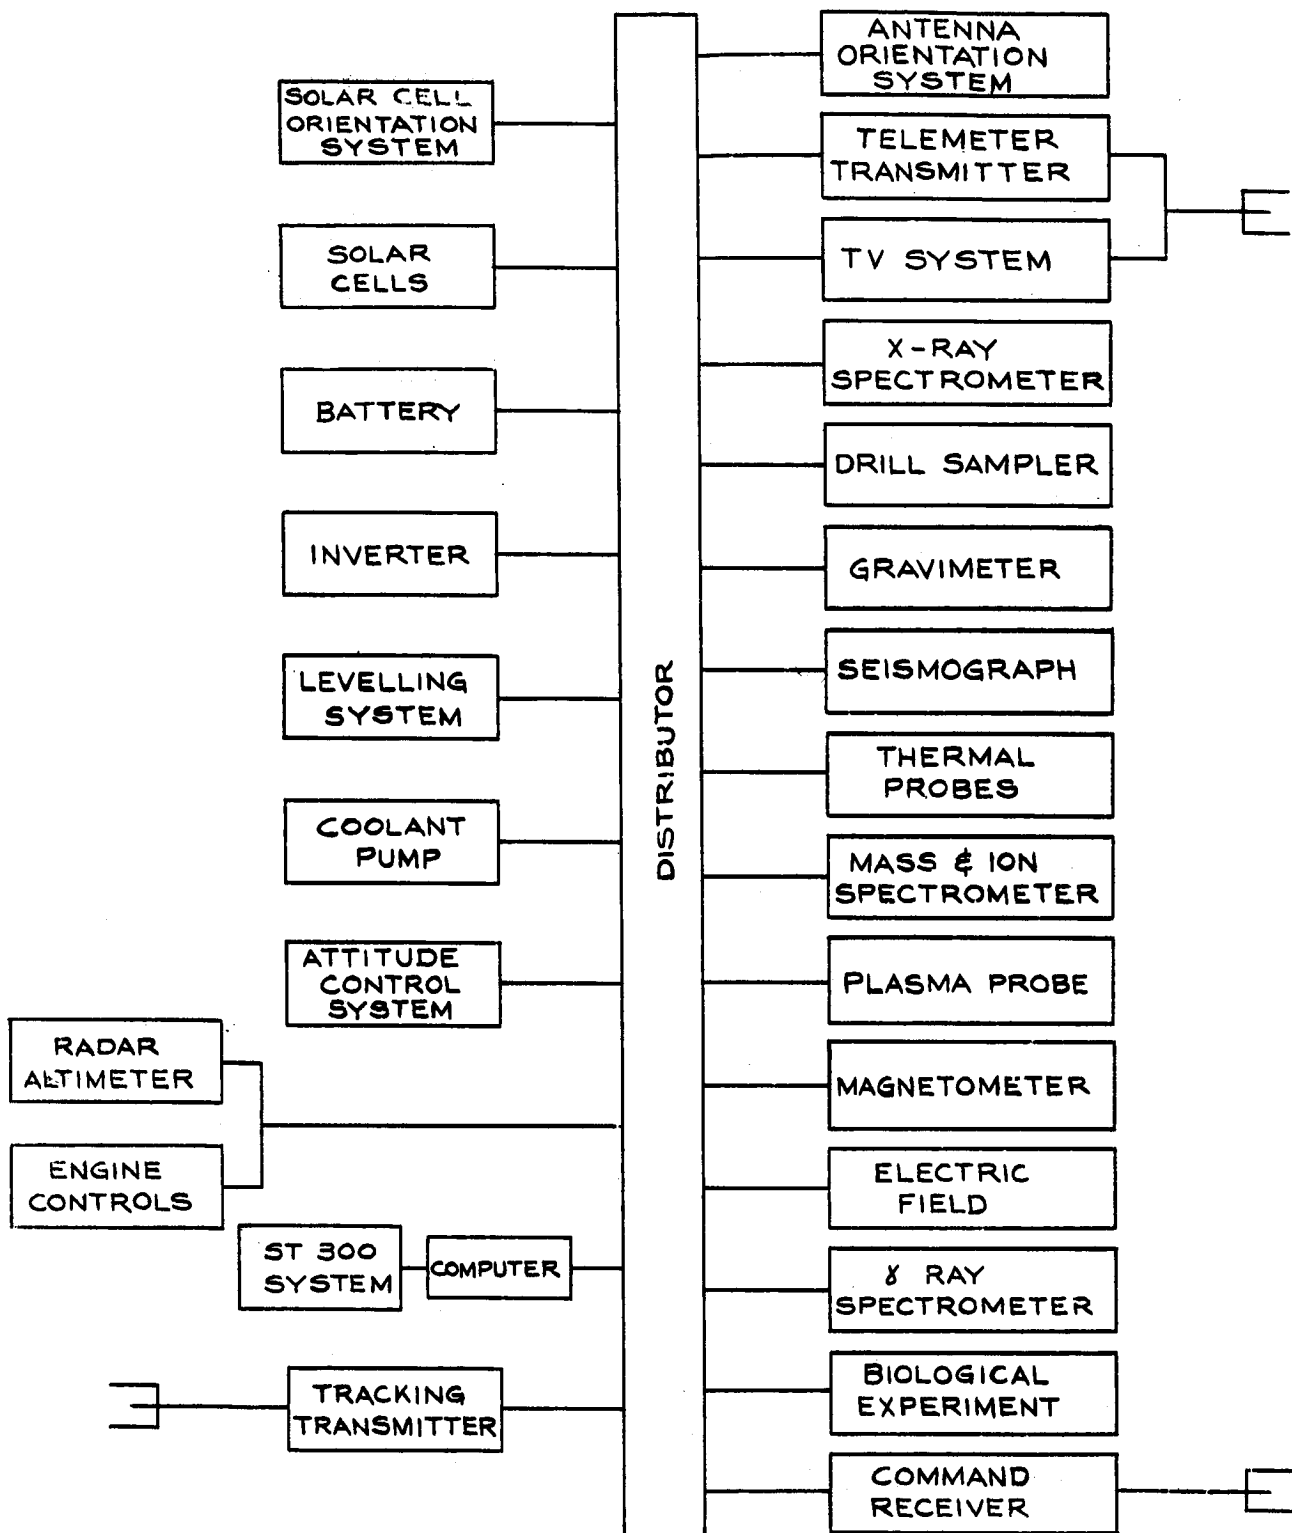 SOLAR CELL
ORIENTATION
SYSTEM
SOLAR
CELLS
BATTERY
INVERTER
LEVELLING
SYSTEM
COOLANT
PUMP
ATTITUDE
CONTROL
SYSTEM
RADAR
ALTIMETER
ENGINE
CONTROLS
ST 300
SYSTEM
COMPUTER
TRACKING
TRANSMITTER
DISTRIBUTOR
ANTENNA
ORIENTATION
SYSTEM
TELEMETER
TRANSMITTER
TV SYSTEM
X-RAY
SPECTROMETER
DRILL SAMPLER
GRAVIMETER
SEISMOGRAPH
THERMAL
PROBES
MASS & ION
SPECTROMETER
PLASMA PROBE
MAGNETOMETER
ELECTRIC
FIELD
γ RAY
SPECTROMETER
BIOLOGICAL
EXPERIMENT
COMMAND
RECEIVER